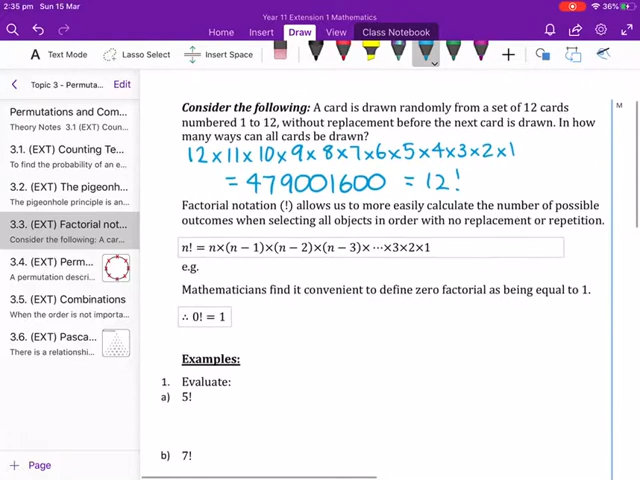 2:35 pm Sun 15 Mar
36%
Year 11 Extension 1 Mathematics
Home Insert Draw View Class Notebook
A Text Mode Lasso Select Insert Space
Topic 3 - Permuta... Edit
Permutations and Com...
Theory Notes 3.1 (EXT) Coun...
3.1. (EXT) Counting Te...
To find the probability of an e...
3.2. (EXT) The pigeonh...
The pigeonhole principle is an...
3.3. (EXT) Factorial not...
Consider the following: A car...
3.4. (EXT) Perm...
A permutation descri...
3.5. (EXT) Combinations
When the order is not importa...
3.6. (EXT) Pasca...
There is a relationshi...
+ Page
Consider the following: A card is drawn randomly from a set of 12 cards
numbered 1 to 12, without replacement before the next card is drawn. In how
many ways can all cards be drawn?
12×11×10×9×8×7×6×5×4×3×2×1
= 479001600 = 12!
Factorial notation (!) allows us to more easily calculate the number of possible
outcomes when selecting all objects in order with no replacement or repetition.
n! = n×(n − 1)×(n − 2)×(n − 3)× ⋯×3×2×1
e.g.
Mathematicians find it convenient to define zero factorial as being equal to 1.
∴ 0! = 1
Examples:
1. Evaluate:
a) 5!
b) 7!
M